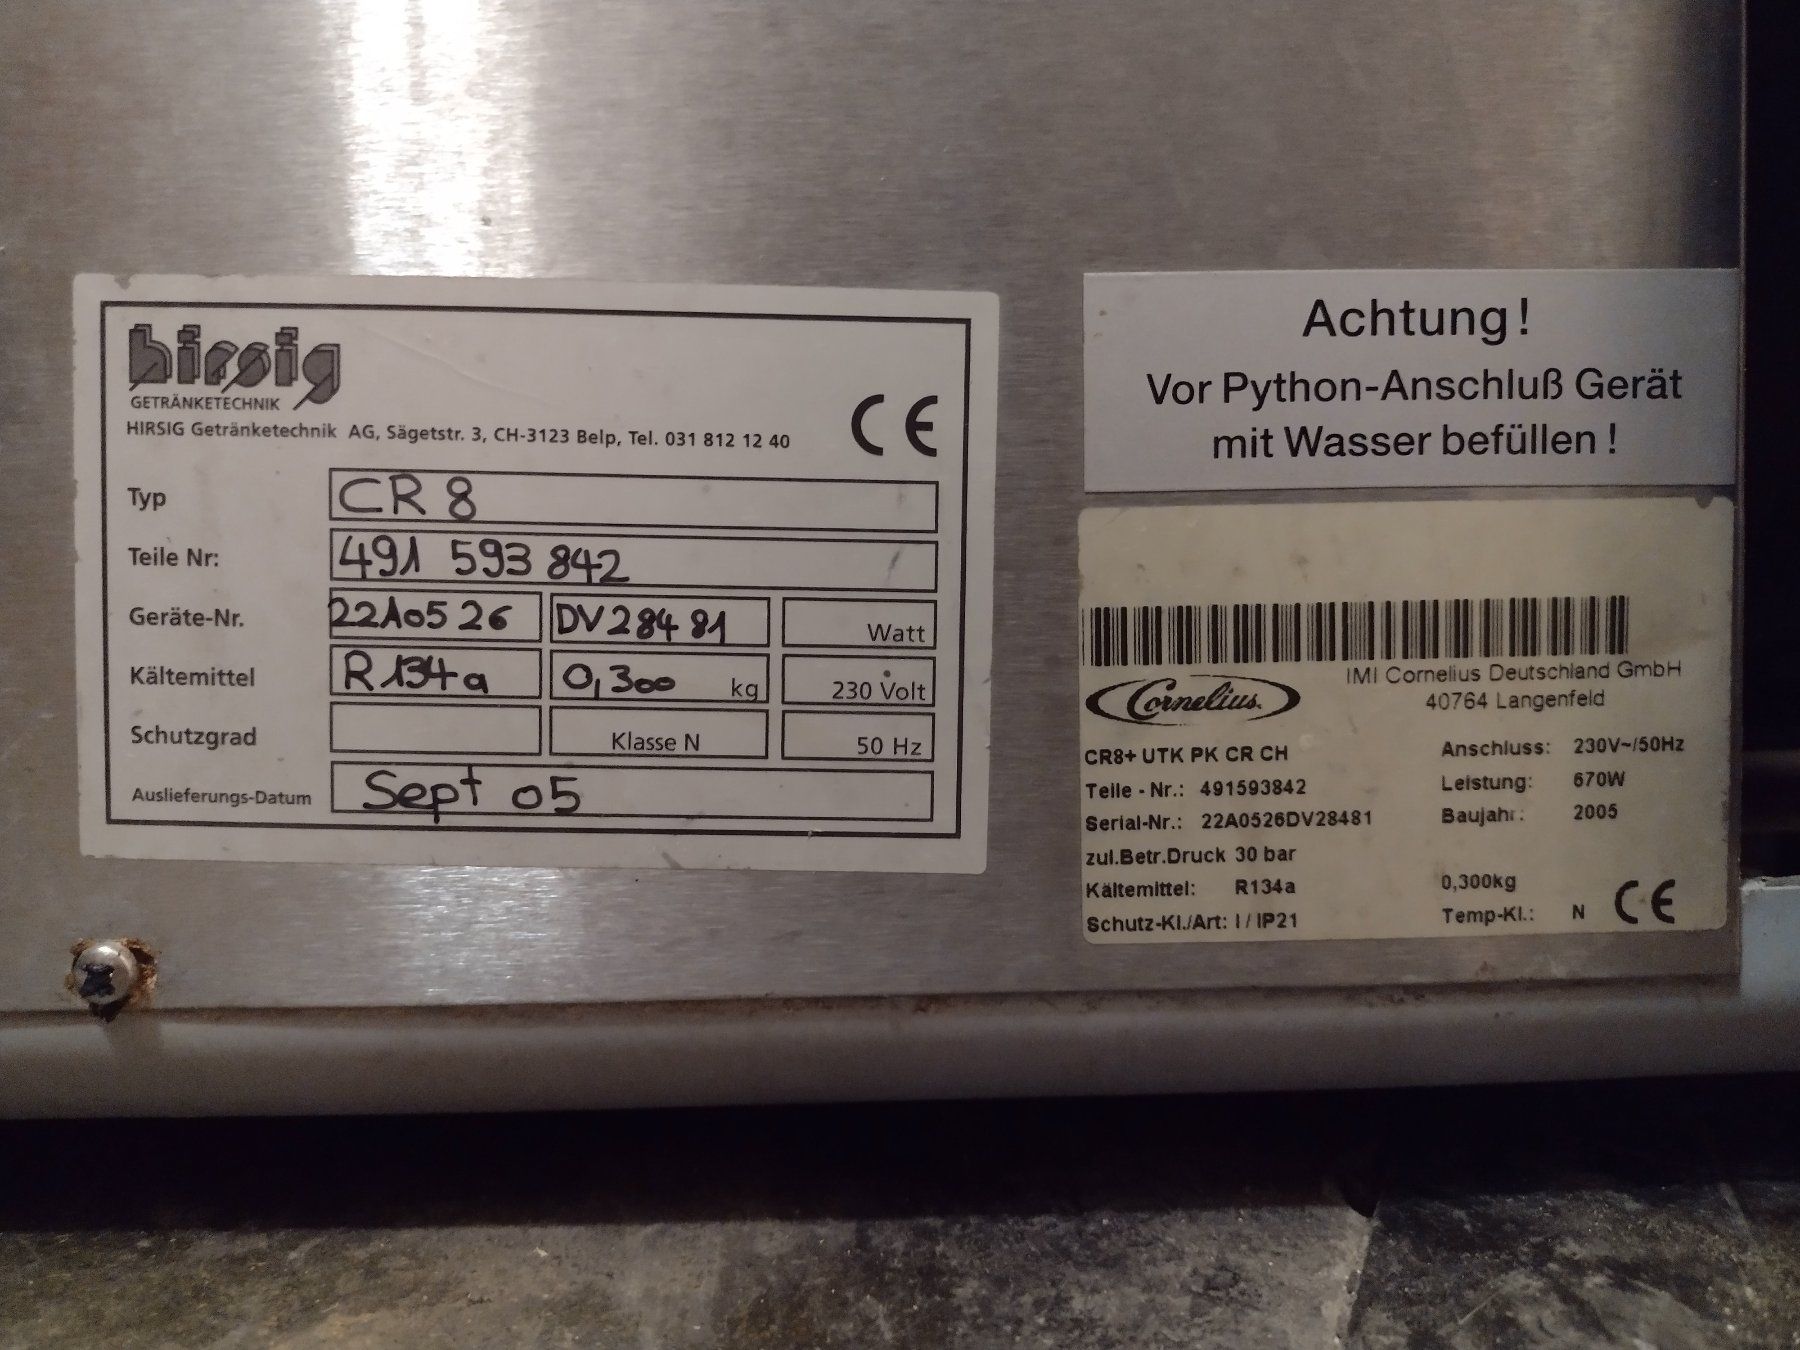 hirsig
GETRÄNKETECHNIK
HIRSIG Getränketechnik AG, Sägetstr. 3, CH-3123 Belp, Tel. 031 812 12 40
CE
Typ CR 8
Teile Nr: 491 593 842
Geräte-Nr. 22A0526 DV28481 Watt
Kältemittel R134a 0,300 kg 230 Volt
Schutzgrad Klasse N 50 Hz
Auslieferungs-Datum Sept 05
Achtung!
Vor Python-Anschluß Gerät
mit Wasser befüllen!
IMI Cornelius Deutschland GmbH
Cornelius. 40764 Langenfeld
CR8+ UTK PK CR CH Anschluss: 230V~/50Hz
Teile - Nr.: 491593842 Leistung: 670W
Serial-Nr.: 22A0526DV28481 Baujahr: 2005
zul.Betr.Druck 30 bar
Kältemittel: R134a 0,300kg
Schutz-Kl./Art: I / IP21 Temp-Kl.: N CE